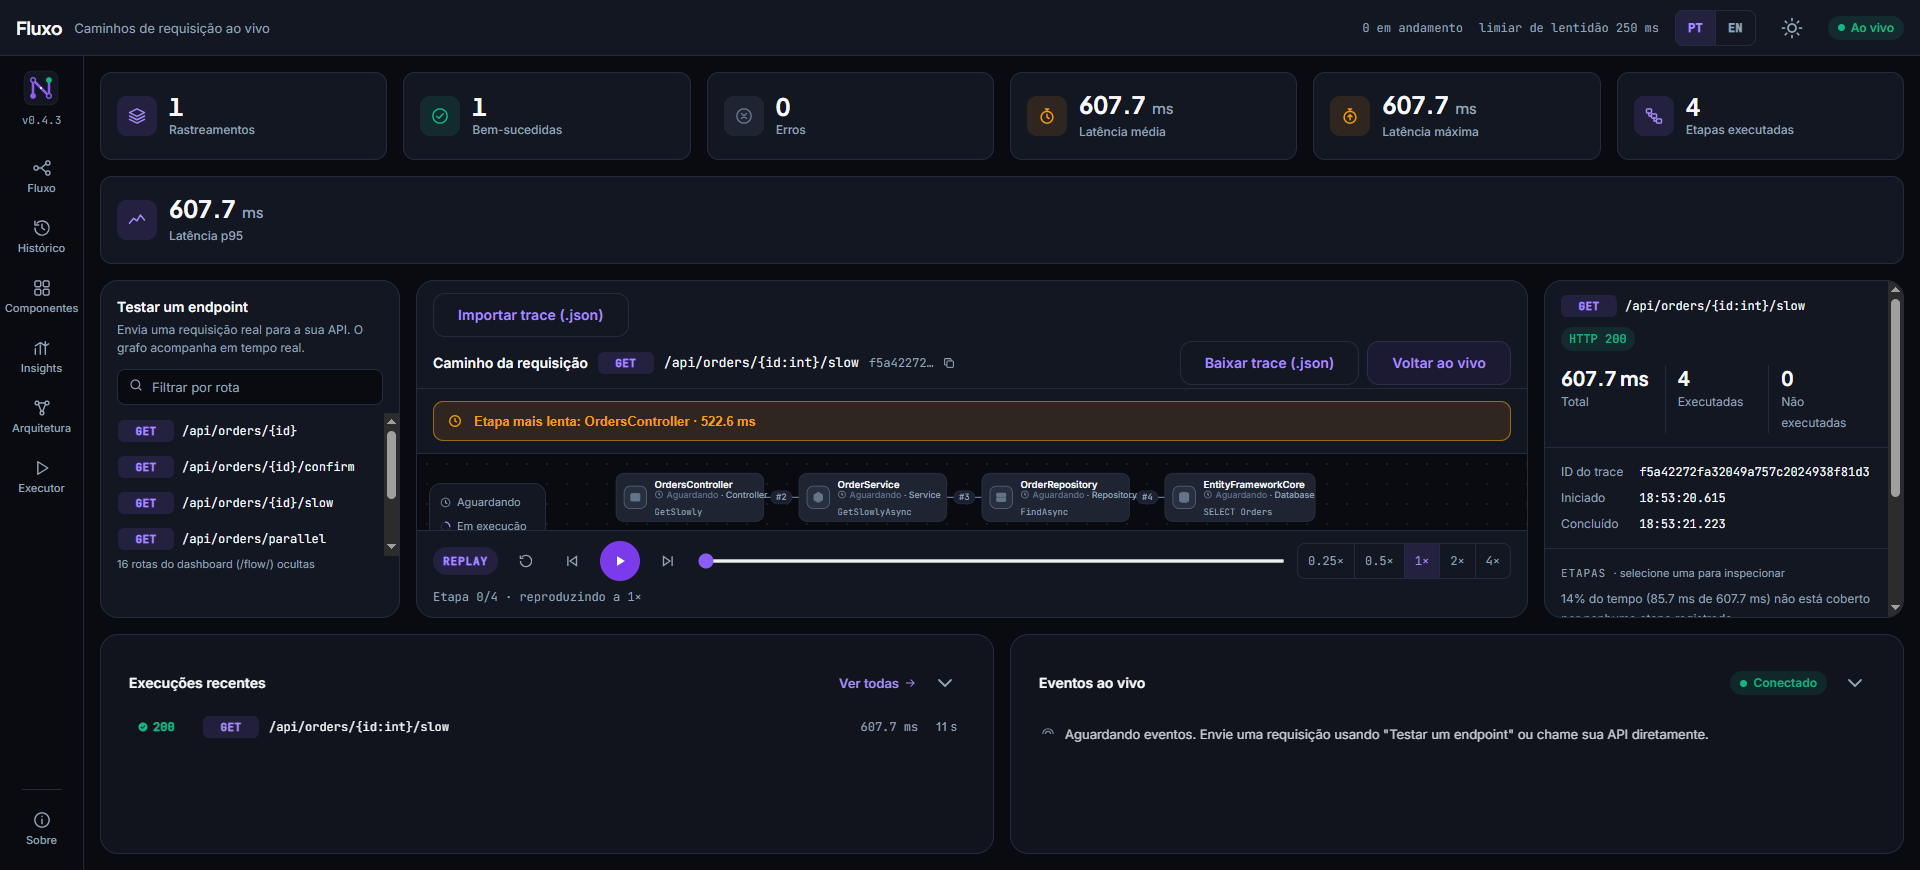 Fluxo Caminhos de requisição ao vivo
0 em andamento limiar de lentidão 250 ms PT EN Ao vivo
v0.4.3
Fluxo
Histórico
Componentes
Insights
Arquitetura
Executor
Sobre
1
Rastreamentos
1
Bem-sucedidas
0
Erros
607.7 ms
Latência média
607.7 ms
Latência máxima
4
Etapas executadas
607.7 ms
Latência p95
Testar um endpoint
Envia uma requisição real para a sua API. O
grafo acompanha em tempo real.
Filtrar por rota
GET /api/orders/{id}
GET /api/orders/{id}/confirm
GET /api/orders/{id}/slow
GET /api/orders/parallel
16 rotas do dashboard (/flow/) ocultas
Importar trace (.json)
Caminho da requisição GET /api/orders/{id:int}/slow f5a42272…
Baixar trace (.json) Voltar ao vivo
Etapa mais lenta: OrdersController · 522.6 ms
Aguardando
Em execução
OrdersController
Aguardando · Controller
GetSlowly
#2
OrderService
Aguardando · Service
GetSlowlyAsync
#3
OrderRepository
Aguardando · Repository
FindAsync
#4
EntityFrameworkCore
Aguardando · Database
SELECT Orders
REPLAY 0.25× 0.5× 1× 2× 4×
Etapa 0/4 · reproduzindo a 1×
GET /api/orders/{id:int}/slow
HTTP 200
607.7 ms
Total
4
Executadas
0
Não
executadas
ID do trace f5a42272fa32049a757c2024938f81d3
Iniciado 18:53:20.615
Concluído 18:53:21.223
ETAPAS · selecione uma para inspecionar
14% do tempo (85.7 ms de 607.7 ms) não está coberto
por nenhuma etapa registrada
Execuções recentes Ver todas →
200 GET /api/orders/{id:int}/slow 607.7 ms 11 s
Eventos ao vivo Conectado
Aguardando eventos. Envie uma requisição usando "Testar um endpoint" ou chame sua API diretamente.